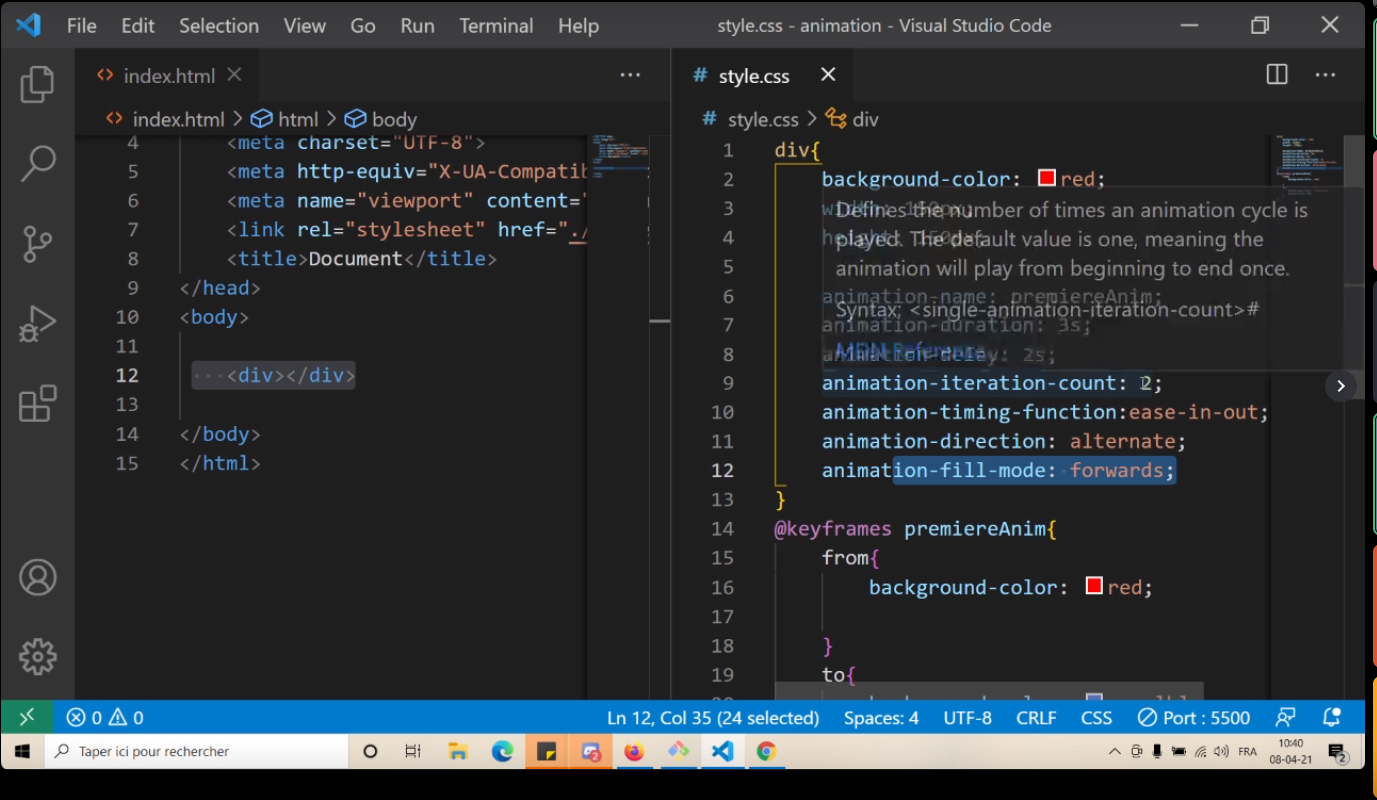 File Edit Selection View Go Run Terminal Help style.css - animation - Visual Studio Code
index.html
index.html > html > body
4 <meta charset="UTF-8">
5 <meta http-equiv="X-UA-Compatib
6 <meta name="viewport" content="
7 <link rel="stylesheet" href="./
8 <title>Document</title>
9 </head>
10 <body>
11
12 <div></div>
13
14 </body>
15 </html>
# style.css
# style.css > div
1 div{
2 background-color: red;
3 width: 150px;
4 height: 150px;
5
6 animation-name: premiereAnim;
7 animation-duration: 3s;
8 animation-delay: 2s;
9 animation-iteration-count: 2;
10 animation-timing-function:ease-in-out;
11 animation-direction: alternate;
12 animation-fill-mode: forwards;
13 }
14 @keyframes premiereAnim{
15 from{
16 background-color: red;
17
18 }
19 to{
Defines the number of times an animation cycle is
played. The default value is one, meaning the
animation will play from beginning to end once.
Syntax: <single-animation-iteration-count>#
MDN Reference
0 0 Ln 12, Col 35 (24 selected) Spaces: 4 UTF-8 CRLF CSS Port : 5500
Taper ici pour rechercher
2
FRA
10:40
08-04-21
2